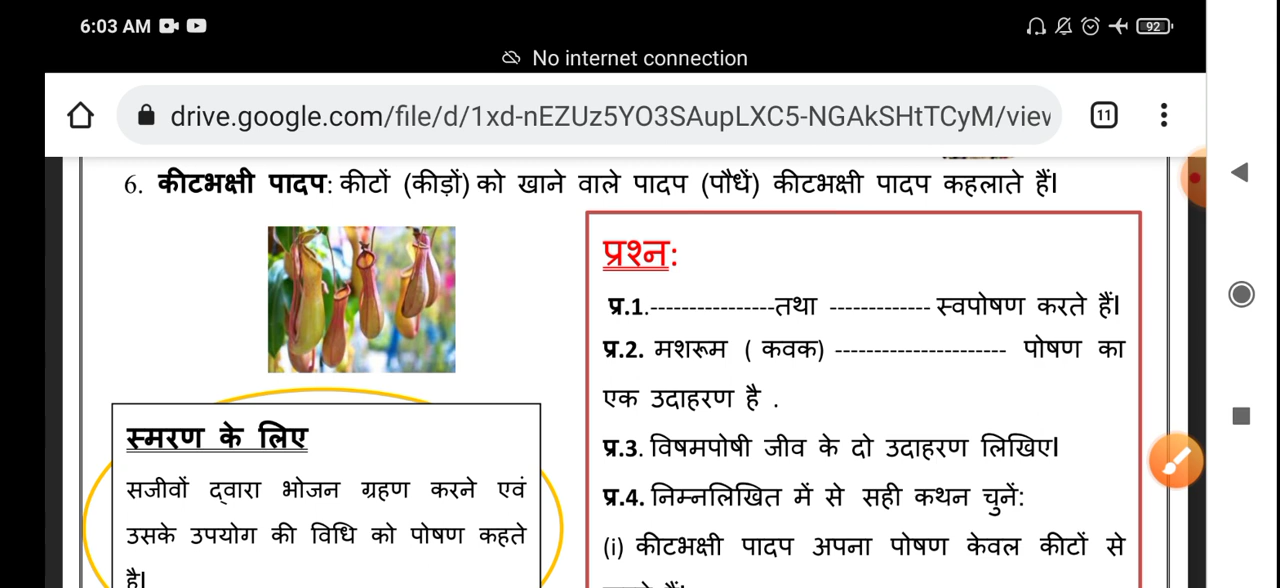 6:03 AM
92
No internet connection
drive.google.com/file/d/1xd-nEZUz5YO3SAupLXC5-NGAkSHtTCyM/view
11
6. कीटभक्षी पादप: कीटों (कीड़ों) को खाने वाले पादप (पौधें) कीटभक्षी पादप कहलाते हैं।
स्मरण के लिए
सजीवों द्वारा भोजन ग्रहण करने एवं
उसके उपयोग की विधि को पोषण कहते
है।
प्रश्न:
प्र.1.----------------तथा ------------- स्वपोषण करते हैं।
प्र.2. मशरूम ( कवक) ---------------------- पोषण का
एक उदाहरण है .
प्र.3. विषमपोषी जीव के दो उदाहरण लिखिए।
प्र.4. निम्नलिखित में से सही कथन चुनें:
(i) कीटभक्षी पादप अपना पोषण केवल कीटों से